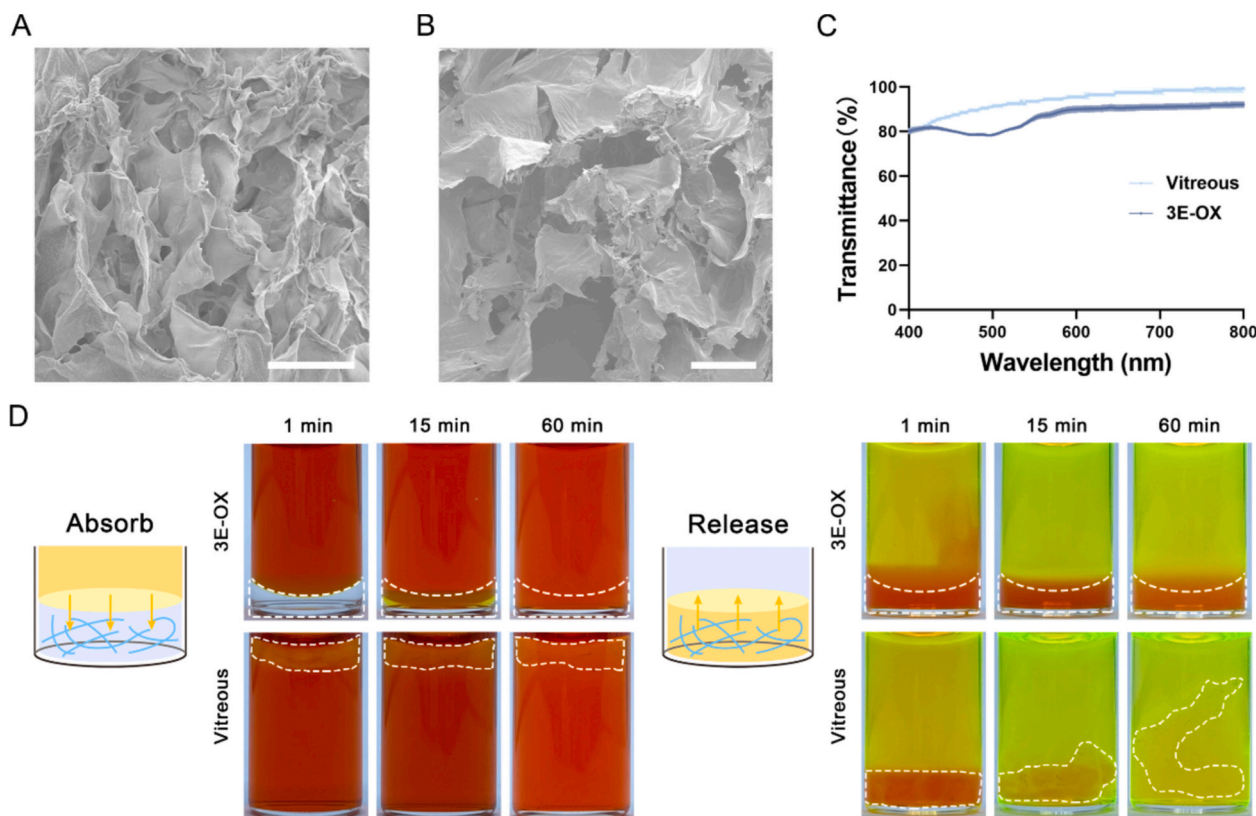 A
B
C
Transmittance (%)
100
80
60
40
20
0
400
500
600
700
800
Wavelength (nm)
Vitreous
3E-OX
D
1 min
15 min
60 min
1 min
15 min
60 min
Absorb
3E-OX
Release
3E-OX
Vitreous
Vitreous